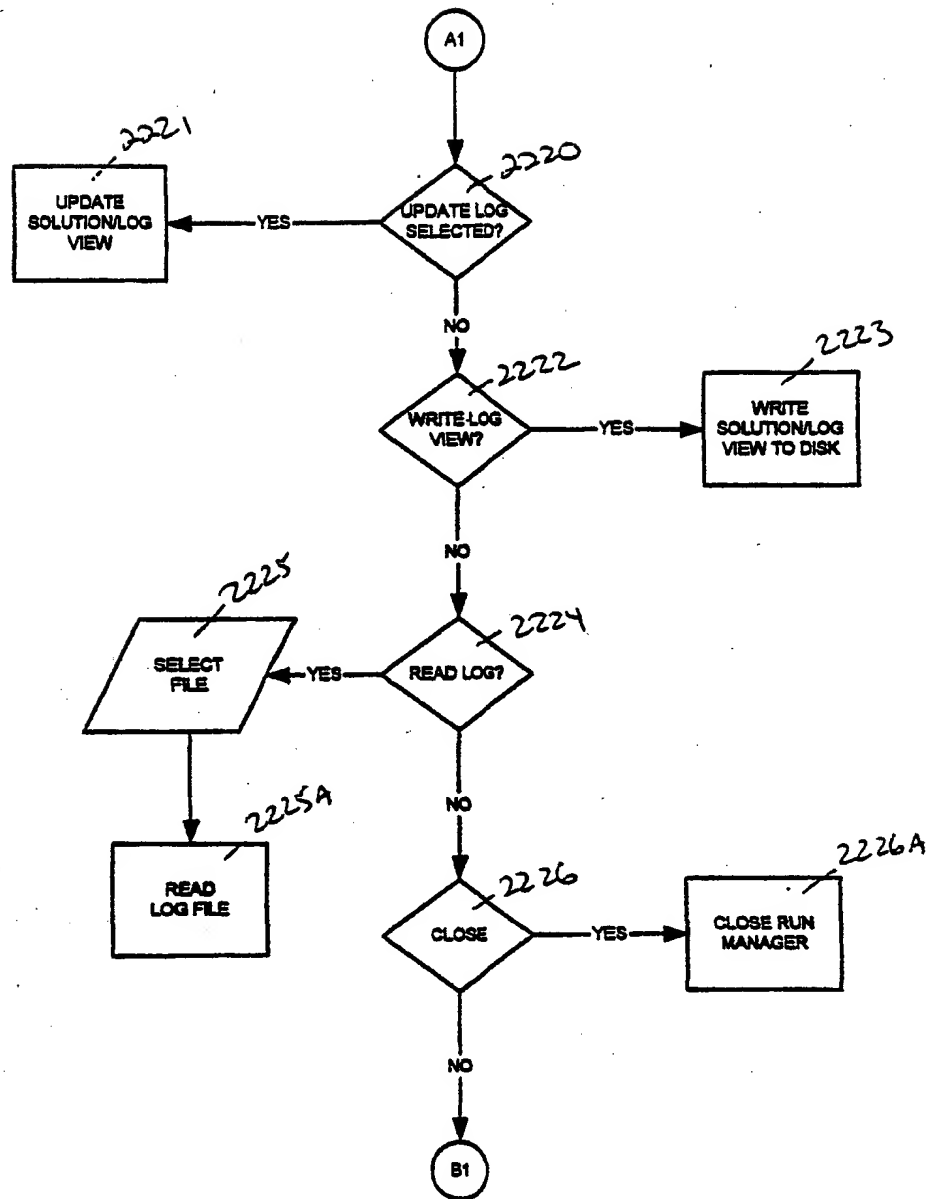 A1
2221
2220
UPDATE
SOLUTION/LOG
VIEW
YES
UPDATE LOG
SELECTED?
NO
2222
2223
WRITE LOG
VIEW?
YES
WRITE
SOLUTION/LOG
VIEW TO DISK
NO
2225
2224
SELECT
FILE
YES
READ LOG?
2225A
NO
READ
LOG FILE
2226
2226A
CLOSE
YES
CLOSE RUN
MANAGER
NO
B1